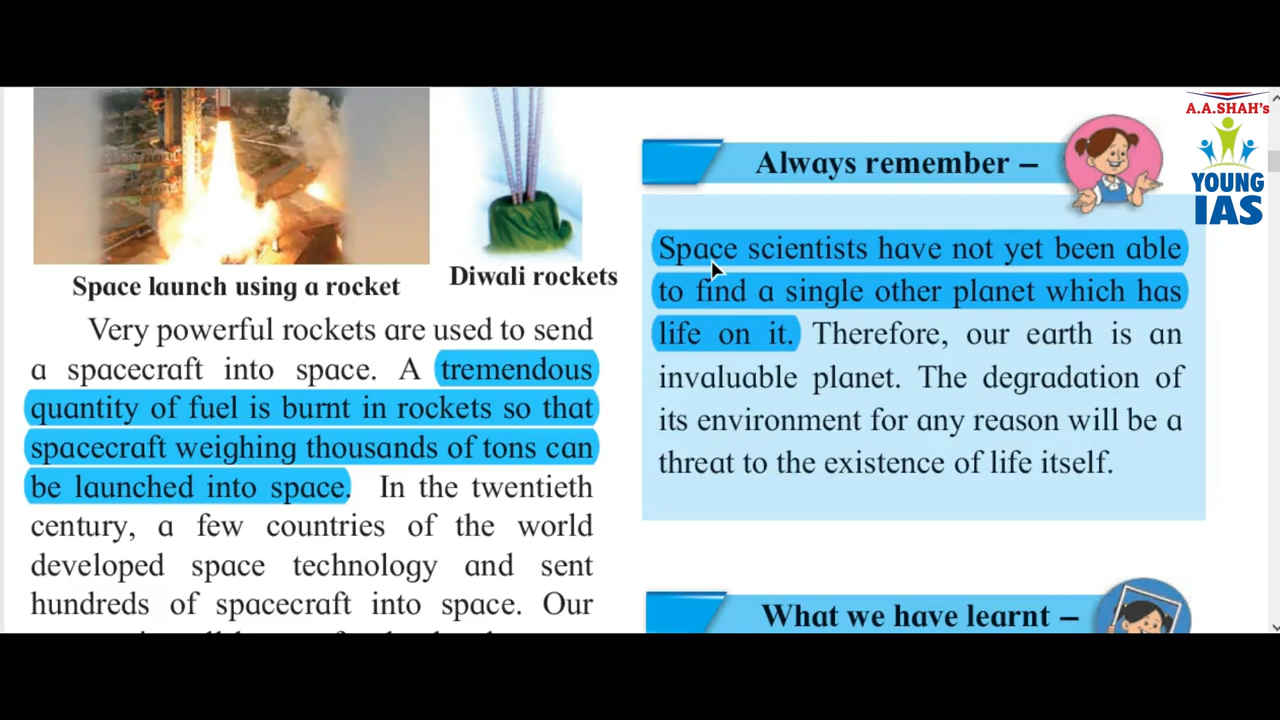 A.A.SHAH's
YOUNG
IAS
Space launch using a rocket
Diwali rockets
Very powerful rockets are used to send
a spacecraft into space. A tremendous
quantity of fuel is burnt in rockets so that
spacecraft weighing thousands of tons can
be launched into space. In the twentieth
century, a few countries of the world
developed space technology and sent
hundreds of spacecraft into space. Our
Always remember –
Space scientists have not yet been able
to find a single other planet which has
life on it. Therefore, our earth is an
invaluable planet. The degradation of
its environment for any reason will be a
threat to the existence of life itself.
What we have learnt –